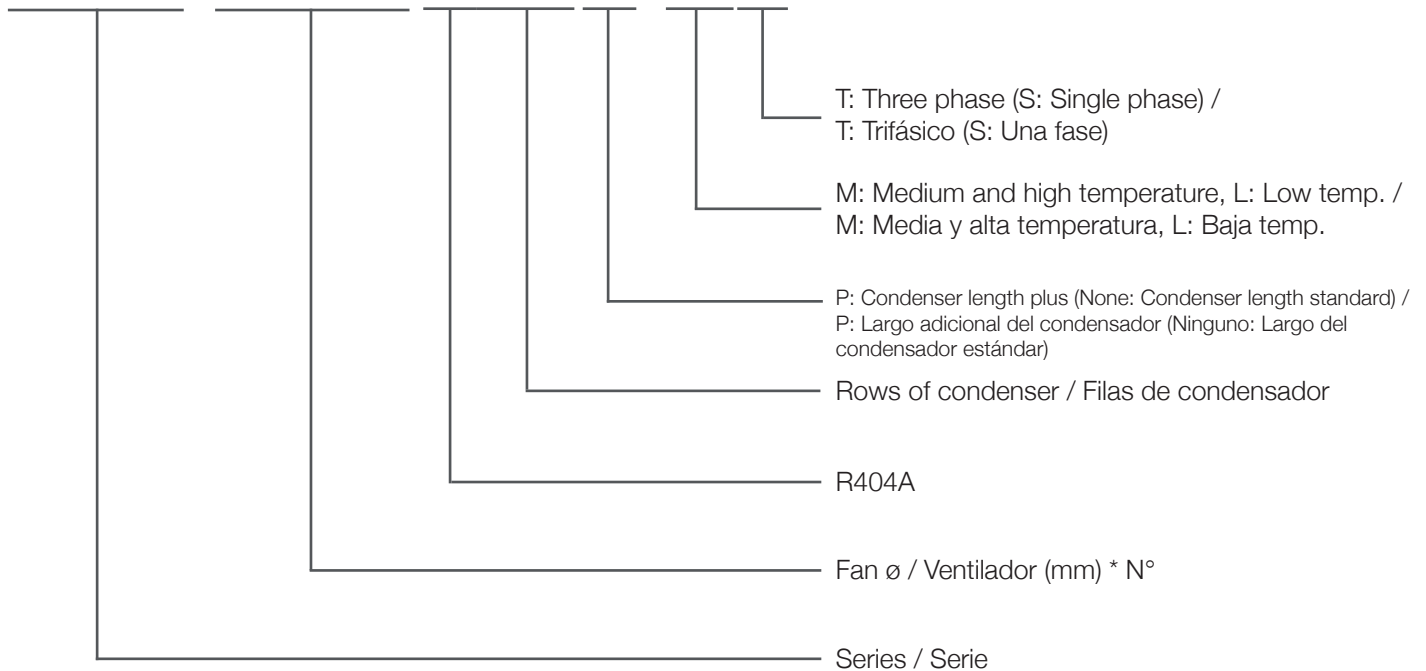 T: Three phase (S: Single phase) /
T: Trifásico (S: Una fase)
M: Medium and high temperature, L: Low temp. /
M: Media y alta temperatura, L: Baja temp.
P: Condenser length plus (None: Condenser length standard) /
P: Largo adicional del condensador (Ninguno: Largo del
condensador estándar)
Rows of condenser / Filas de condensador
R404A
Fan ø / Ventilador (mm) * N°
Series / Serie